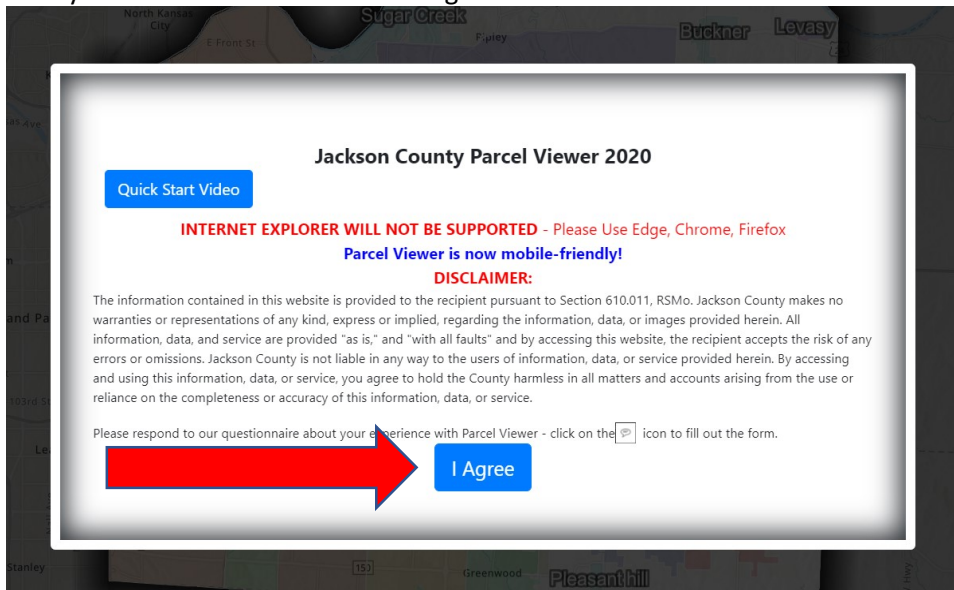 North Kansas
City
Sugar Creek
Ripley
Buckner
Levasy
E Front St
Jackson County Parcel Viewer 2020
Quick Start Video
INTERNET EXPLORER WILL NOT BE SUPPORTED - Please Use Edge, Chrome, Firefox
Parcel Viewer is now mobile-friendly!
DISCLAIMER:
The information contained in this website is provided to the recipient pursuant to Section 610.011, RSMo. Jackson County makes no
warranties or representations of any kind, express or implied, regarding the information, data, or images provided herein. All
information, data, and service are provided "as is," and "with all faults" and by accessing this website, the recipient accepts the risk of any
errors or omissions. Jackson County is not liable in any way to the users of information, data, or service provided herein. By accessing
and using this information, data, or service, you agree to hold the County harmless in all matters and accounts arising from the use or
reliance on the completeness or accuracy of this information, data, or service.
103rd St
Please respond to our questionnaire about your experience with Parcel Viewer - click on the icon to fill out the form.
I Agree
Stanley
150
Greenwood
Pleasant hill
Hwy